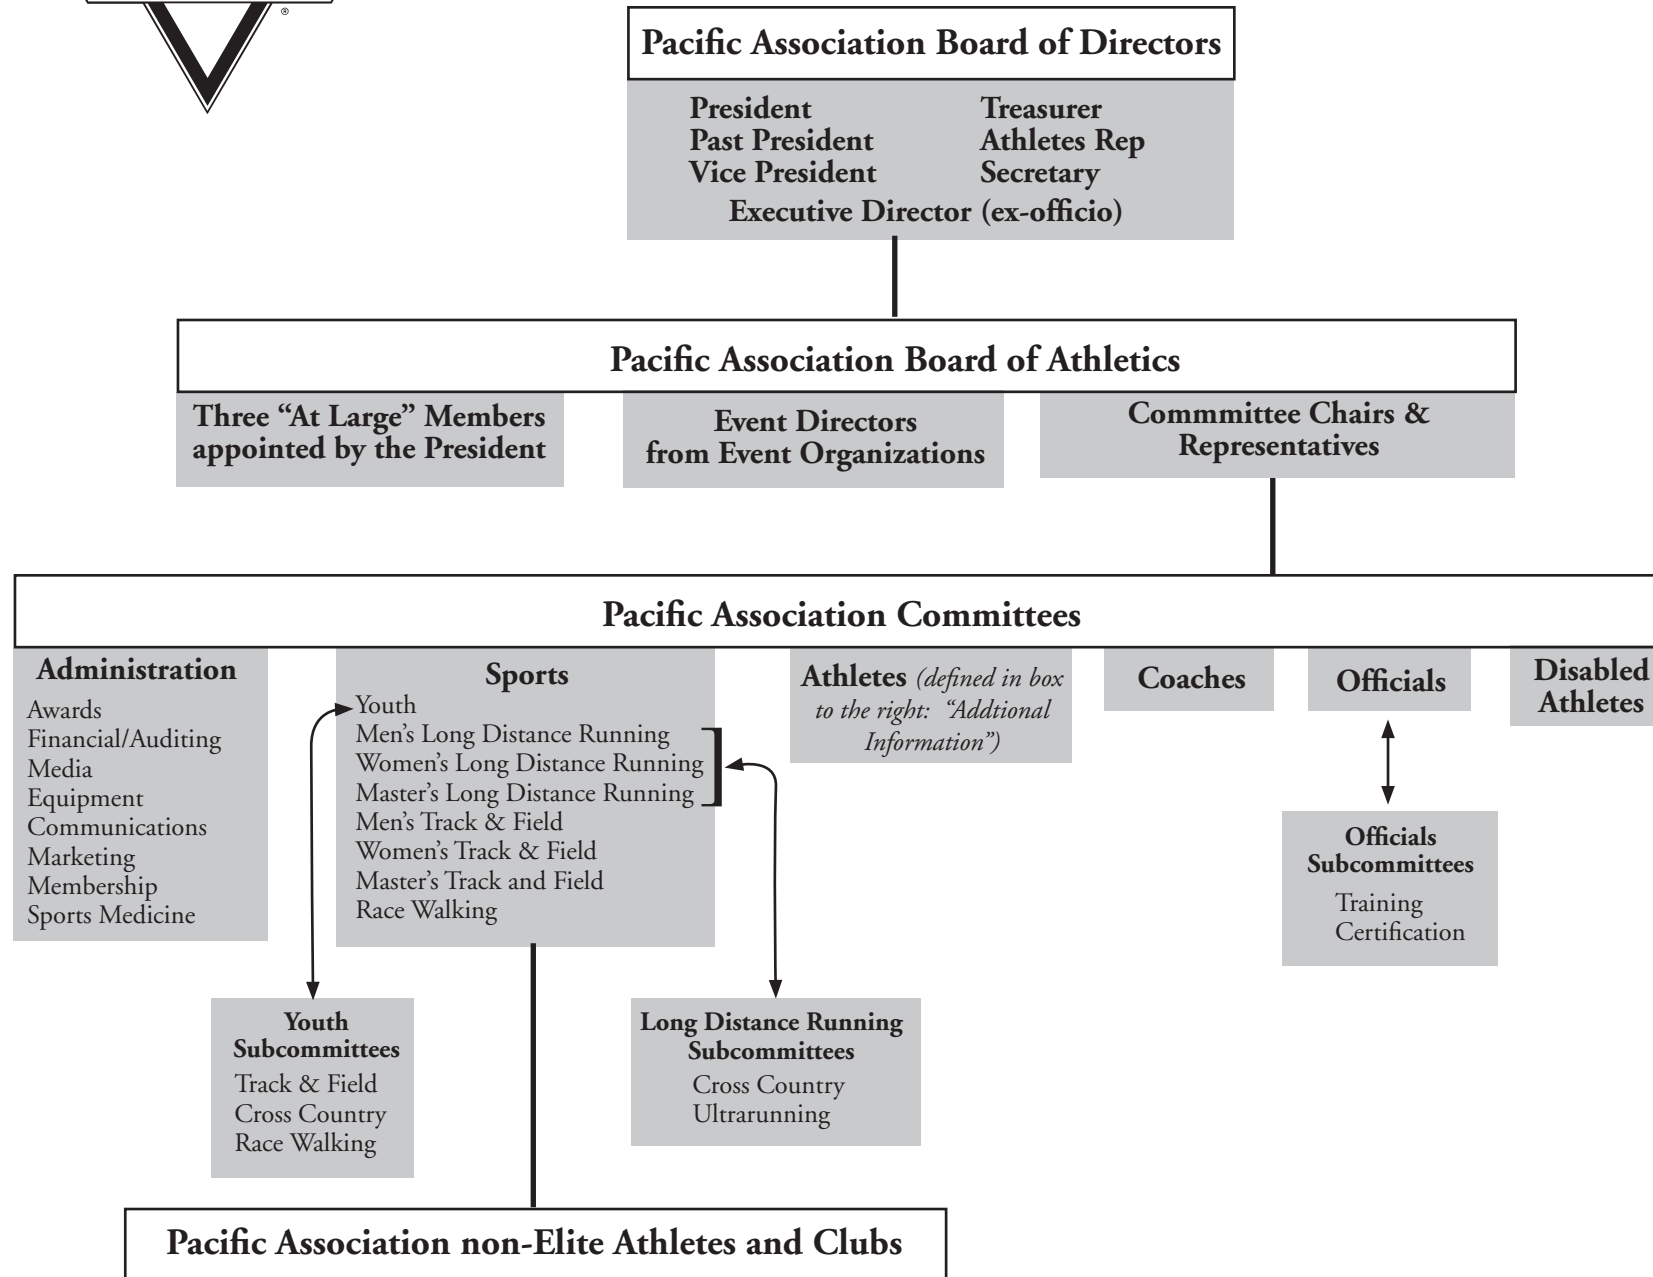 ®
Pacific Association Board of Directors
President
Past President
Vice President
Treasurer
Athletes Rep
Secretary
Executive Director (ex-officio)
Pacific Association Board of Athletics
Three “At Large” Members
appointed by the President
Event Directors
from Event Organizations
Commmittee Chairs &
Representatives
Pacific Association Committees
Administration
Awards
Financial/Auditing
Media
Equipment
Communications
Marketing
Membership
Sports Medicine
Sports
Youth
Men’s Long Distance Running
Women’s Long Distance Running
Master’s Long Distance Running
Men’s Track & Field
Women’s Track & Field
Master’s Track and Field
Race Walking
Athletes (defined in box
to the right: “Addtional
Information”)
Coaches
Officials
Disabled
Athletes
Officials
Subcommittees
Training
Certification
Youth
Subcommittees
Track & Field
Cross Country
Race Walking
Long Distance Running
Subcommittees
Cross Country
Ultrarunning
Pacific Association non-Elite Athletes and Clubs